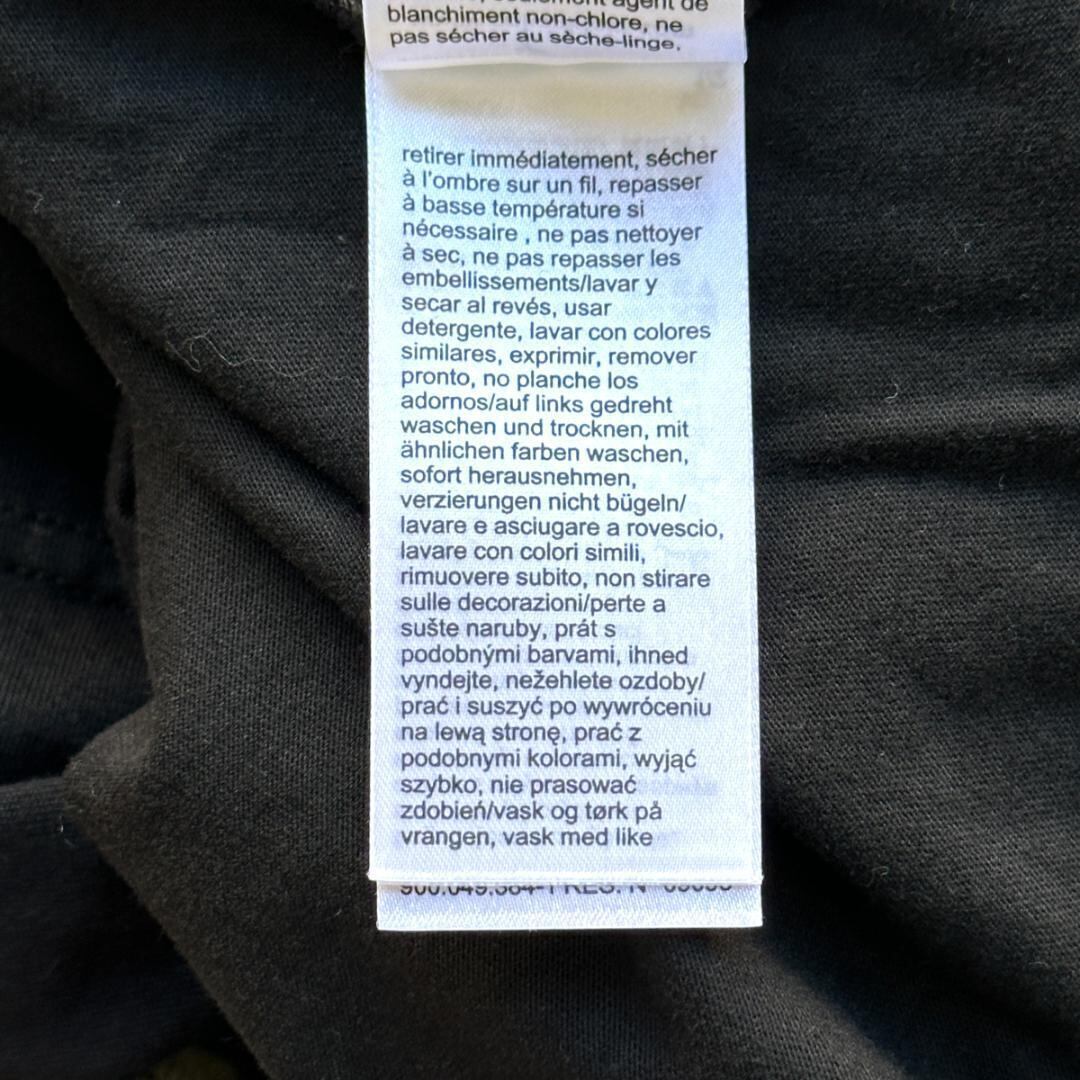 agent de
blanchiment non-chlore, ne
pas sécher au sèche-linge.
retirer immédiatement, sécher
à l'ombre sur un fil, repasser
à basse température si
nécessaire , ne pas nettoyer
à sec, ne pas repasser les
embellissements/lavar y
secar al revés, usar
detergente, lavar con colores
similares, exprimir, remover
pronto, no planche los
adornos/auf links gedreht
waschen und trocknen, mit
ähnlichen farben waschen,
sofort herausnehmen,
verzierungen nicht bügeln/
lavare e asciugare a rovescio,
lavare con colori simili,
rimuovere subito, non stirare
sulle decorazioni/perte a
sušte naruby, prát s
podobnými barvami, ihned
vyndejte, nežehlete ozdoby/
prać i suszyć po wywróceniu
na lewą stronę, prać z
podobnymi kolorami, wyjąć
szybko, nie prasować
zdobień/vask og tørk på
vrangen, vask med like